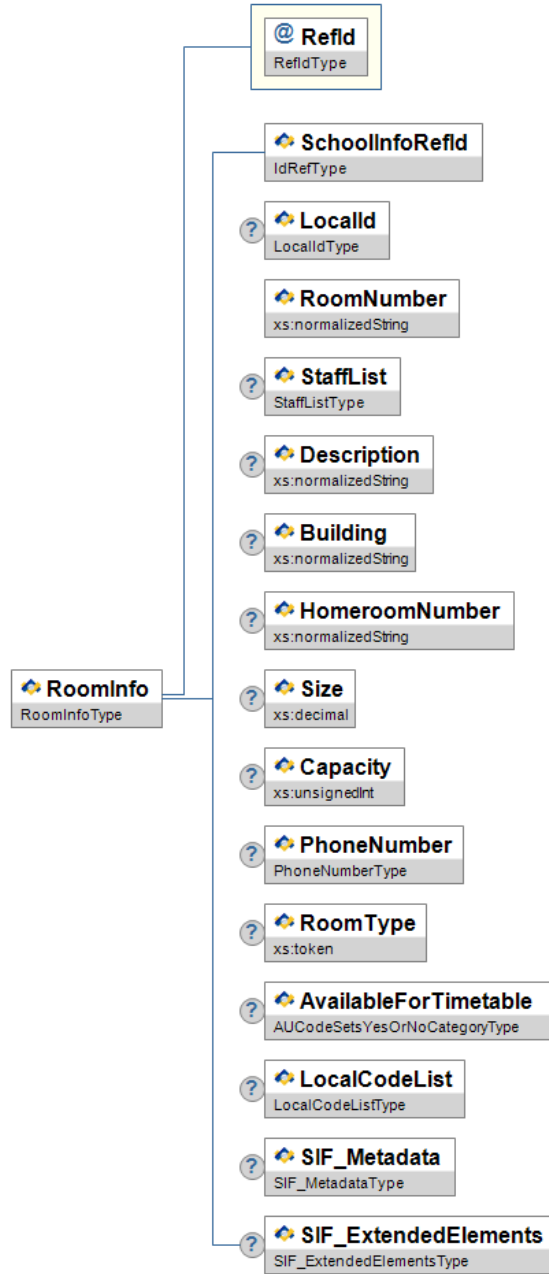 @ RefId
RefIdType
SchoolInfoRefId
IdRefType
? LocalId
LocalIdType
RoomNumber
xs:normalizedString
? StaffList
StaffListType
? Description
xs:normalizedString
? Building
xs:normalizedString
? HomeroomNumber
xs:normalizedString
RoomInfo
RoomInfoType
? Size
xs:decimal
? Capacity
xs:unsignedInt
? PhoneNumber
PhoneNumberType
? RoomType
xs:token
? AvailableForTimetable
AUCodeSetsYesOrNoCategoryType
? LocalCodeList
LocalCodeListType
? SIF_Metadata
SIF_MetadataType
? SIF_ExtendedElements
SIF_ExtendedElementsType